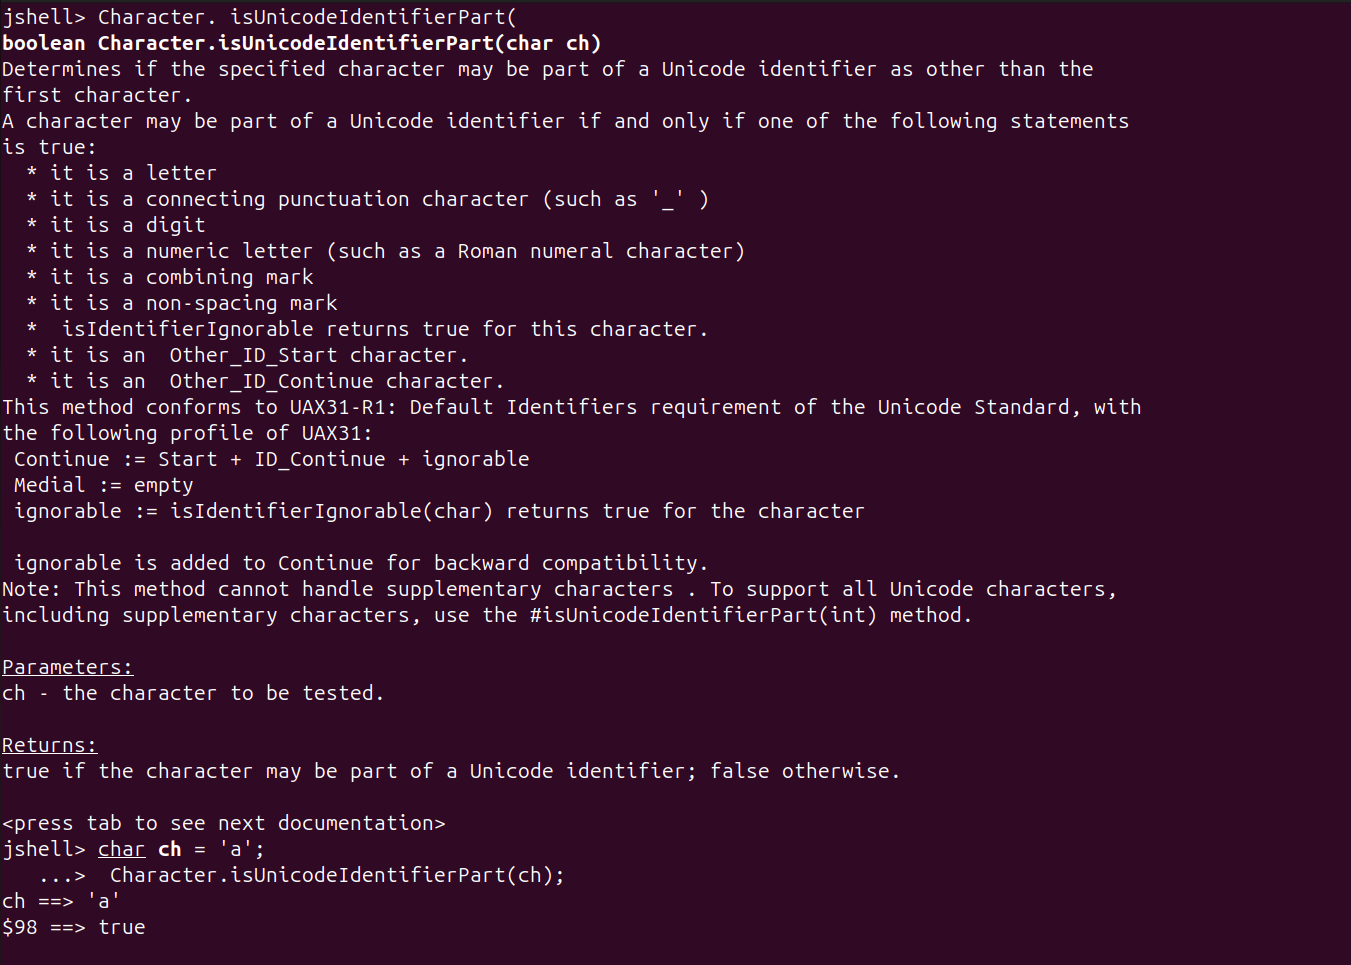 jshell> Character. isUnicodeIdentifierPart(
boolean Character.isUnicodeIdentifierPart(char ch)
Determines if the specified character may be part of a Unicode identifier as other than the
first character.
A character may be part of a Unicode identifier if and only if one of the following statements
is true:
  * it is a letter
  * it is a connecting punctuation character (such as '_' )
  * it is a digit
  * it is a numeric letter (such as a Roman numeral character)
  * it is a combining mark
  * it is a non-spacing mark
  *  isIdentifierIgnorable returns true for this character.
  * it is an  Other_ID_Start character.
  * it is an  Other_ID_Continue character.
This method conforms to UAX31-R1: Default Identifiers requirement of the Unicode Standard, with
the following profile of UAX31:
 Continue := Start + ID_Continue + ignorable
 Medial := empty
 ignorable := isIdentifierIgnorable(char) returns true for the character

 ignorable is added to Continue for backward compatibility.
Note: This method cannot handle supplementary characters . To support all Unicode characters,
including supplementary characters, use the #isUnicodeIdentifierPart(int) method.

Parameters:
ch - the character to be tested.

Returns:
true if the character may be part of a Unicode identifier; false otherwise.

<press tab to see next documentation>
jshell> char ch = 'a';
   ...>  Character.isUnicodeIdentifierPart(ch);
ch ==> 'a'
$98 ==> true